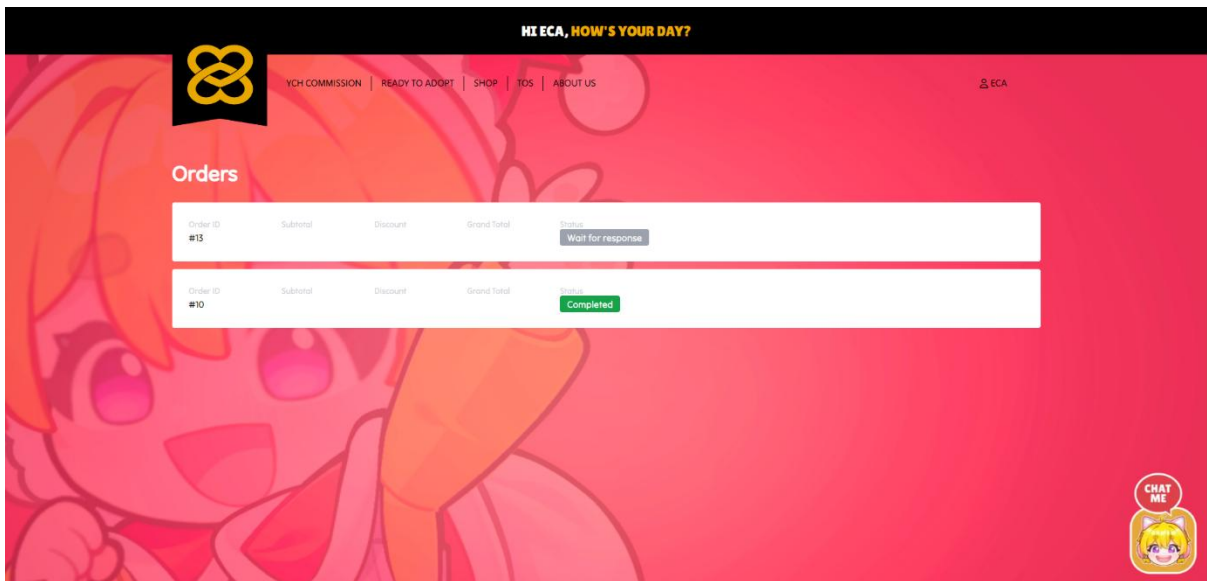 HI ECA, HOW'S YOUR DAY?
YCH COMMISSION | READY TO ADOPT | SHOP | TOS | ABOUT US
ECA
Orders
Order ID Subtotal Discount Grand Total Status
#13 Wait for response
Order ID Subtotal Discount Grand Total Status
#10 Completed
CHAT
ME